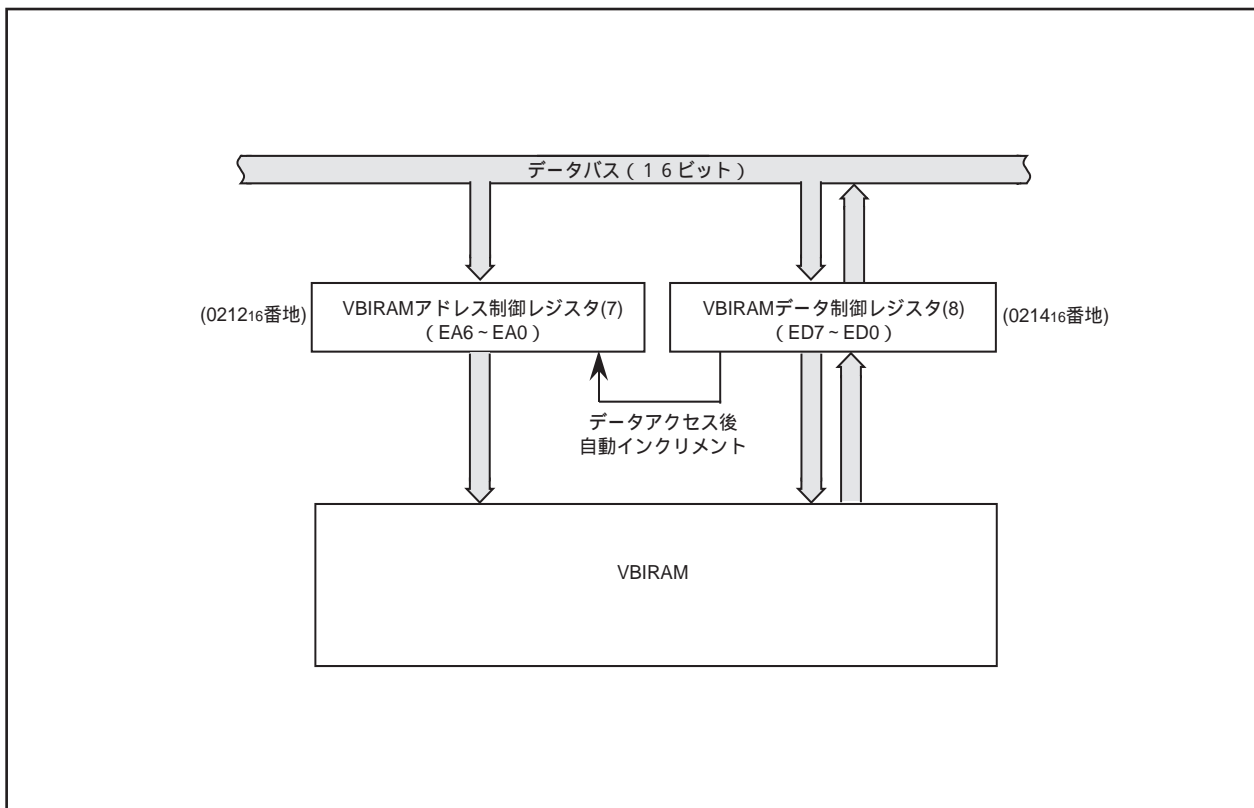 データバス(16ビット)
(0212₁₆番地)
VBIRAMアドレス制御レジスタ(7)
(EA6~EA0)
VBIRAMデータ制御レジスタ(8)
(ED7~ED0)
(0214₁₆番地)
データアクセス後
自動インクリメント
VBIRAM